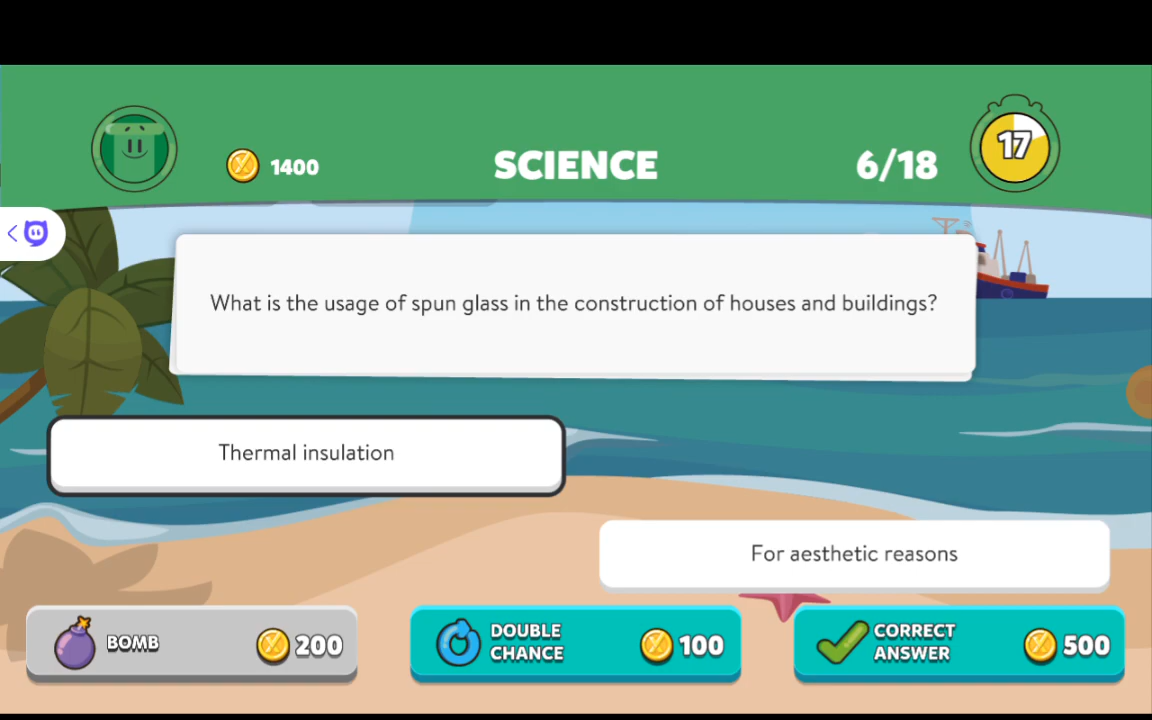 1400
SCIENCE
6/18
17
What is the usage of spun glass in the construction of houses and buildings?
Thermal insulation
For aesthetic reasons
BOMB
200
DOUBLE
CHANCE
100
CORRECT
ANSWER
500